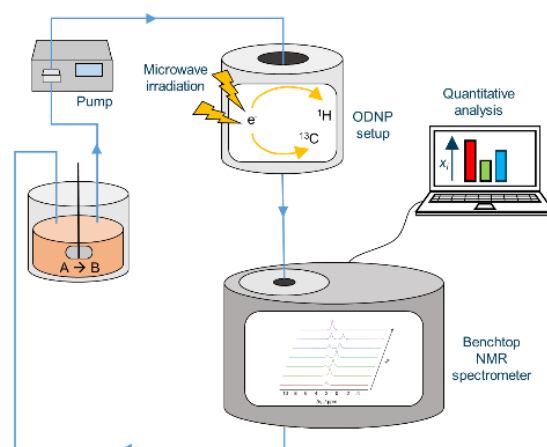 Pump
Microwave
irradiation
e-
1H
13C
ODNP
setup
Quantitative
analysis
xi
A → B
Benchtop
NMR
spectrometer